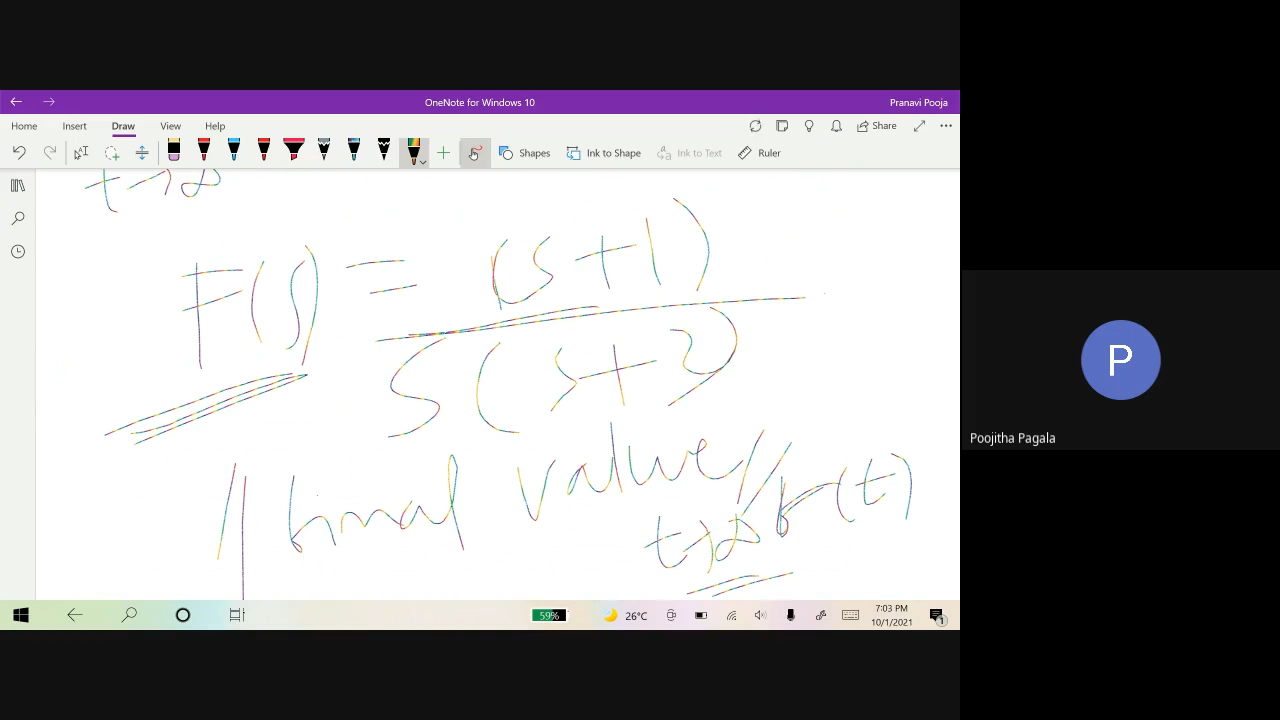 OneNote for Windows 10
Pranavi Pooja
Home Insert Draw View Help
Share
Shapes Ink to Shape Ink to Text Ruler
t→∞
F(s) = (s+1)
s(s+2)
final value
t→∞ f(t)
P
Poojitha Pagala
59%
26°C
7:03 PM
10/1/2021
1